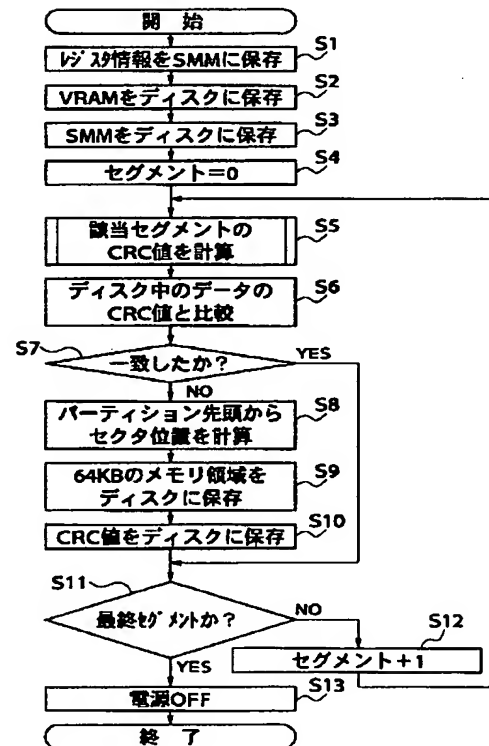 開 始
S1
レジスタ情報をSMMに保存
S2
VRAMをディスクに保存
S3
SMMをディスクに保存
S4
セグメント=0
S5
該当セグメントの
CRC値を計算
S6
ディスク中のデータの
CRC値と比較
S7
一致したか?
YES
NO
S8
パーティション先頭から
セクタ位置を計算
S9
64KBのメモリ領域を
ディスクに保存
S10
CRC値をディスクに保存
S11
最終セグメントか?
NO
S12
セグメント+1
YES
S13
電源OFF
終 了